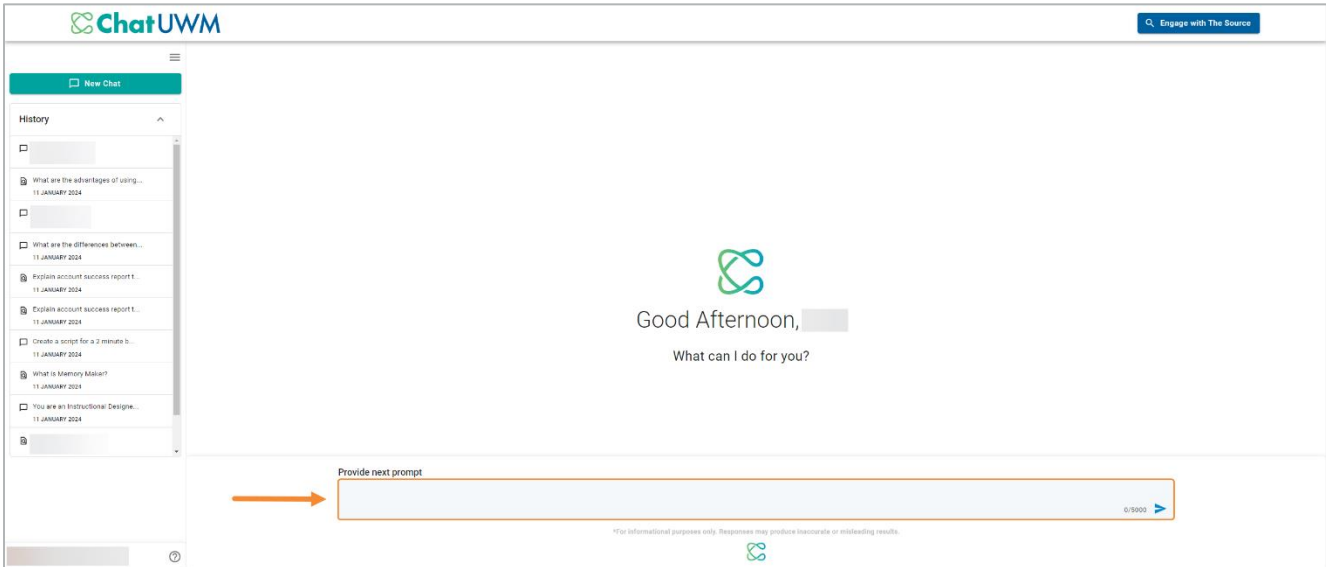 ChatUWM
Engage with The Source
New Chat
History
What are the advantages of using...
11 JANUARY 2024
What are the differences between...
11 JANUARY 2024
Explain account success report t...
11 JANUARY 2024
Explain account success report t...
11 JANUARY 2024
Create a script for a 2 minute b...
11 JANUARY 2024
What is Memory Maker?
11 JANUARY 2024
You are an Instructional Designe...
11 JANUARY 2024
Good Afternoon,
What can I do for you?
Provide next prompt
0/5000
*For informational purposes only. Responses may produce inaccurate or misleading results.